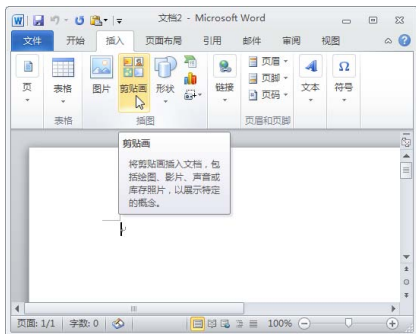 文档2 - Microsoft Word
文件 开始 插入 页面布局 引用 邮件 审阅 视图
页 表格 图片 剪贴画 形状 链接 页眉 页脚 页码 文本 符号
表格 插图 页眉和页脚
剪贴画
将剪贴画插入文档，包
括绘图、影片、声音或
库存照片，以展示特定
的概念。
页面: 1/1 字数: 0 100%